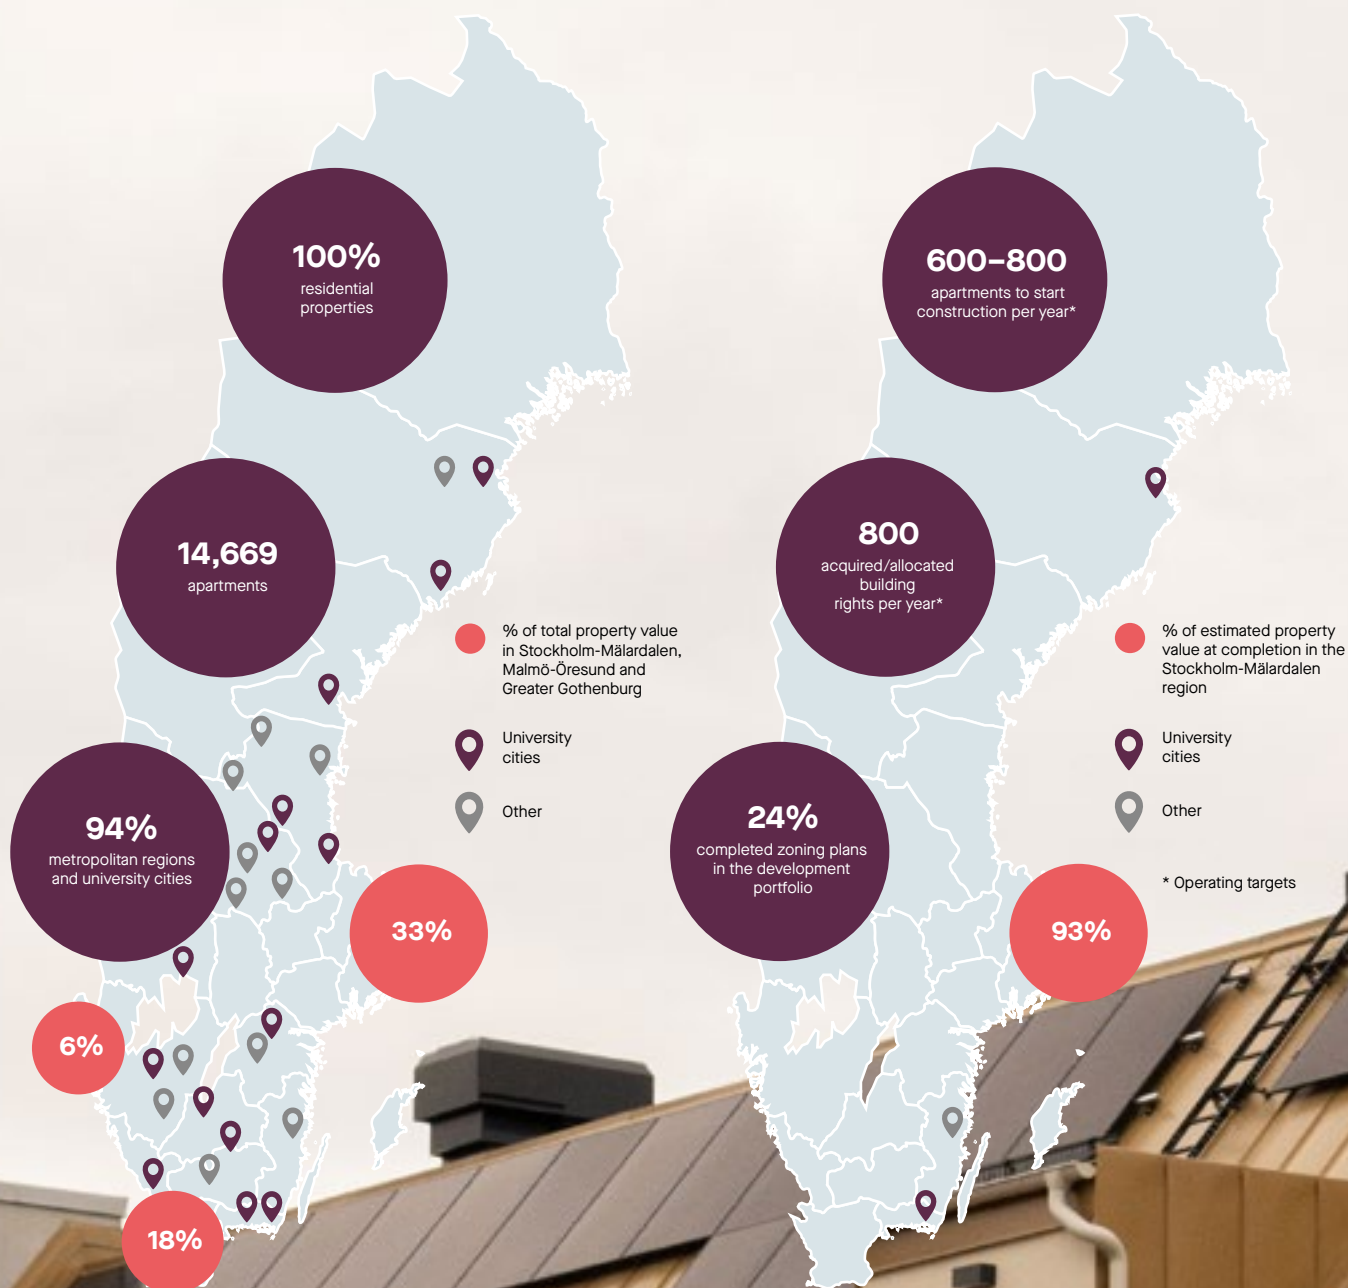 100%
residential
properties
14,669
apartments
% of total property value
in Stockholm-Mälardalen,
Malmö-Öresund and
Greater Gothenburg
University
cities
Other
94%
metropolitan regions
and university cities
33%
6%
18%
600–800
apartments to start
construction per year*
800
acquired/allocated
building
rights per year*
% of estimated property
value at completion in the
Stockholm-Mälardalen
region
University
cities
Other
* Operating targets
24%
completed zoning plans
in the development
portfolio
93%